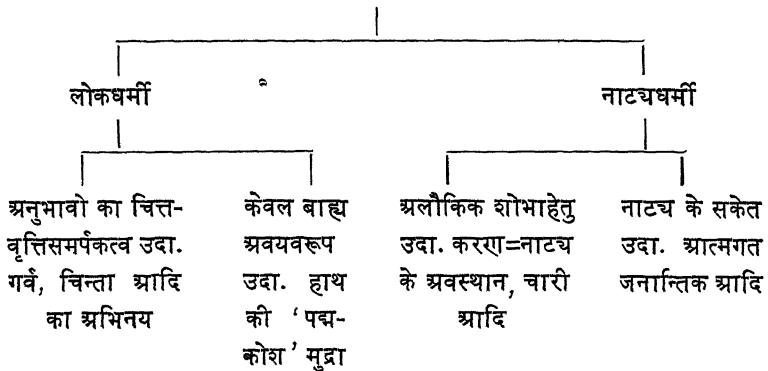 लोकधर्मी
नाट्यधर्मी
अनुभावो का चित्त-
वृत्तिसमर्पकत्व उदा.
गर्व, चिन्ता आदि
का अभिनय
केवल बाह्य
अवयवरूप
उदा. हाथ
की 'पद्म-
कोश' मुद्रा
अलौकिक शोभाहेतु
उदा. करण=नाट्य
के अवस्थान, चारी
आदि
नाट्य के सकेत
उदा. आत्मगत
जनान्तिक आदि